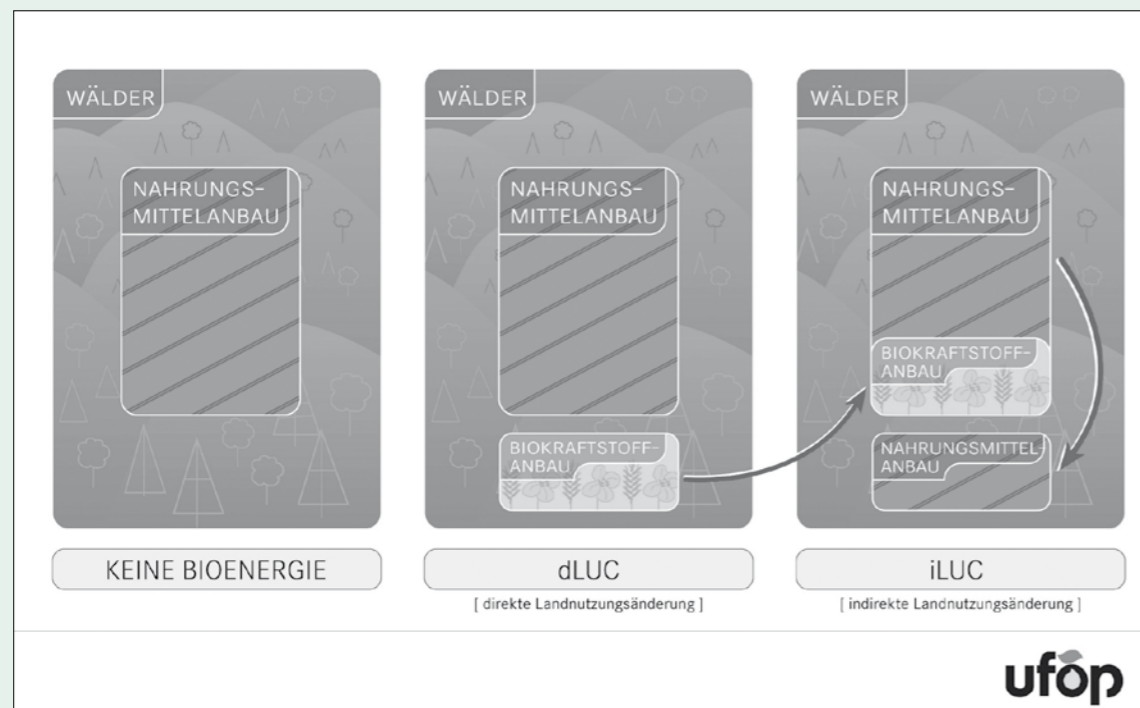 WÄLDER
NAHRUNGS-
MITTELANBAU
KEINE BIOENERGIE
WÄLDER
NAHRUNGS-
MITTELANBAU
BIOKRAFTSTOFF-
ANBAU
dLUC
[ direkte Landnutzungsänderung ]
WÄLDER
NAHRUNGS-
MITTELANBAU
BIOKRAFTSTOFF-
ANBAU
NAHRUNGSMITTEL-
ANBAU
iLUC
[ indirekte Landnutzungsänderung ]
ufop